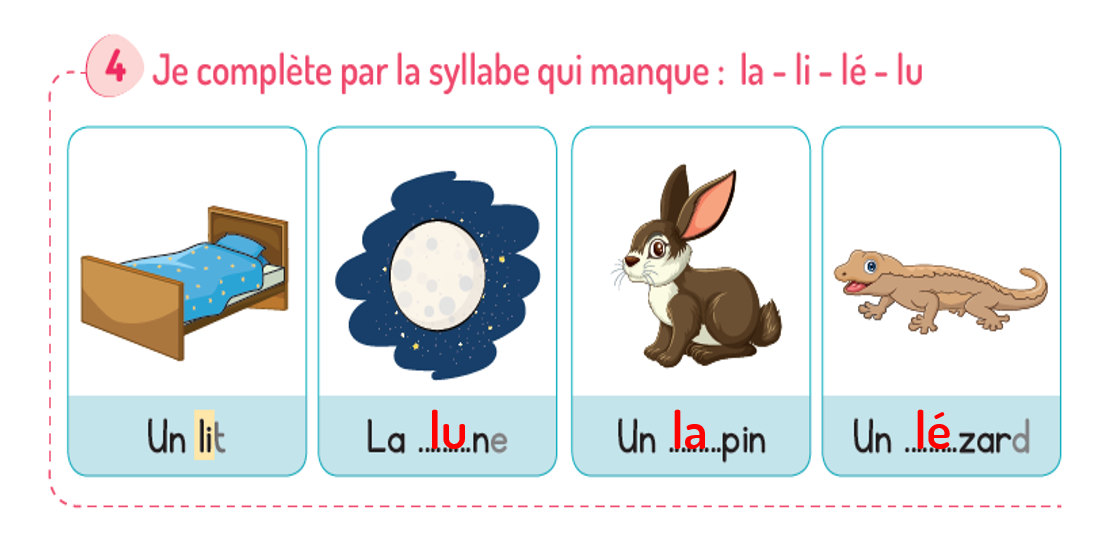 4 Je complète par la syllabe qui manque : la - li - lé - lu
Un lit
La ...lu...ne
Un ...la...pin
Un ...lé...zard